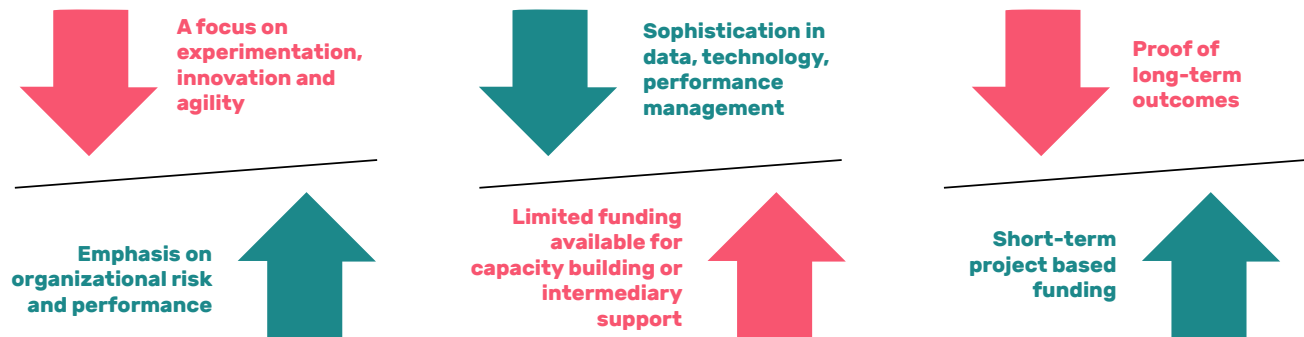 A focus on
experimentation,
innovation and
agility
Emphasis on
organizational risk
and performance
Sophistication in
data, technology,
performance
management
Limited funding
available for
capacity building or
intermediary
support
Proof of
long-term
outcomes
Short-term
project based
funding